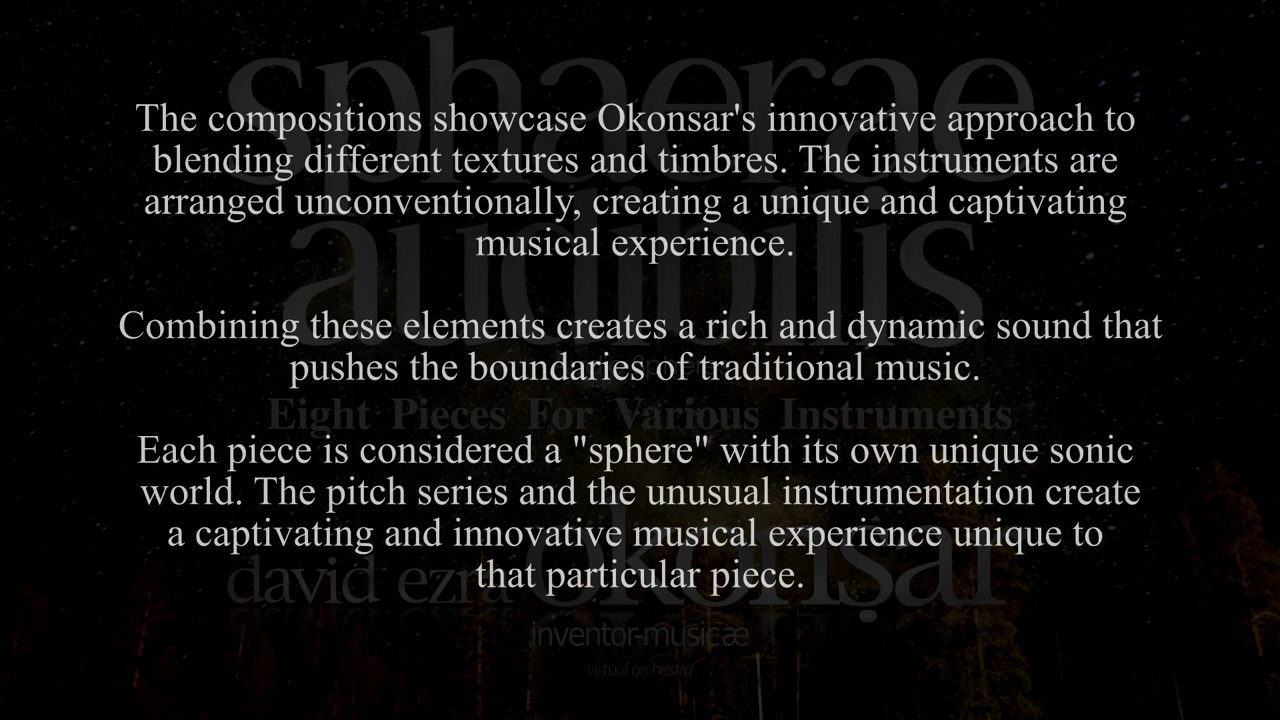 sphaerae
audibilis
The compositions showcase Okonsar's innovative approach to
blending different textures and timbres. The instruments are
arranged unconventionally, creating a unique and captivating
musical experience.
Combining these elements creates a rich and dynamic sound that
pushes the boundaries of traditional music.
Eight Pieces For Various Instruments
Each piece is considered a "sphere" with its own unique sonic
world. The pitch series and the unusual instrumentation create
a captivating and innovative musical experience unique to
that particular piece.
david ezra okonşar
inventor-musicæ
virtual orchestra